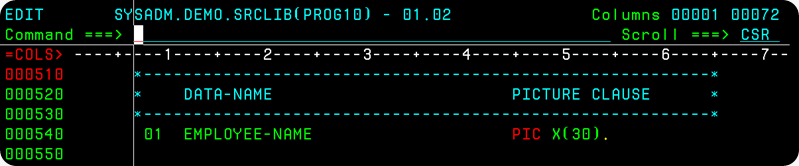 EDIT       SYSADM.DEMO.SRCLIB(PROG10) - 01.02              Columns 00001 00072
Command ===>                                                  Scroll ===> CSR
=COLS> ----+----1----+----2----+----3----+----4----+----5----+----6----+----7--
000510       *----------------------------------------------------------*
000520            DATA-NAME                        PICTURE CLAUSE       *
000530       *----------------------------------------------------------*
000540        01  EMPLOYEE-NAME                    PIC X(30).
000550